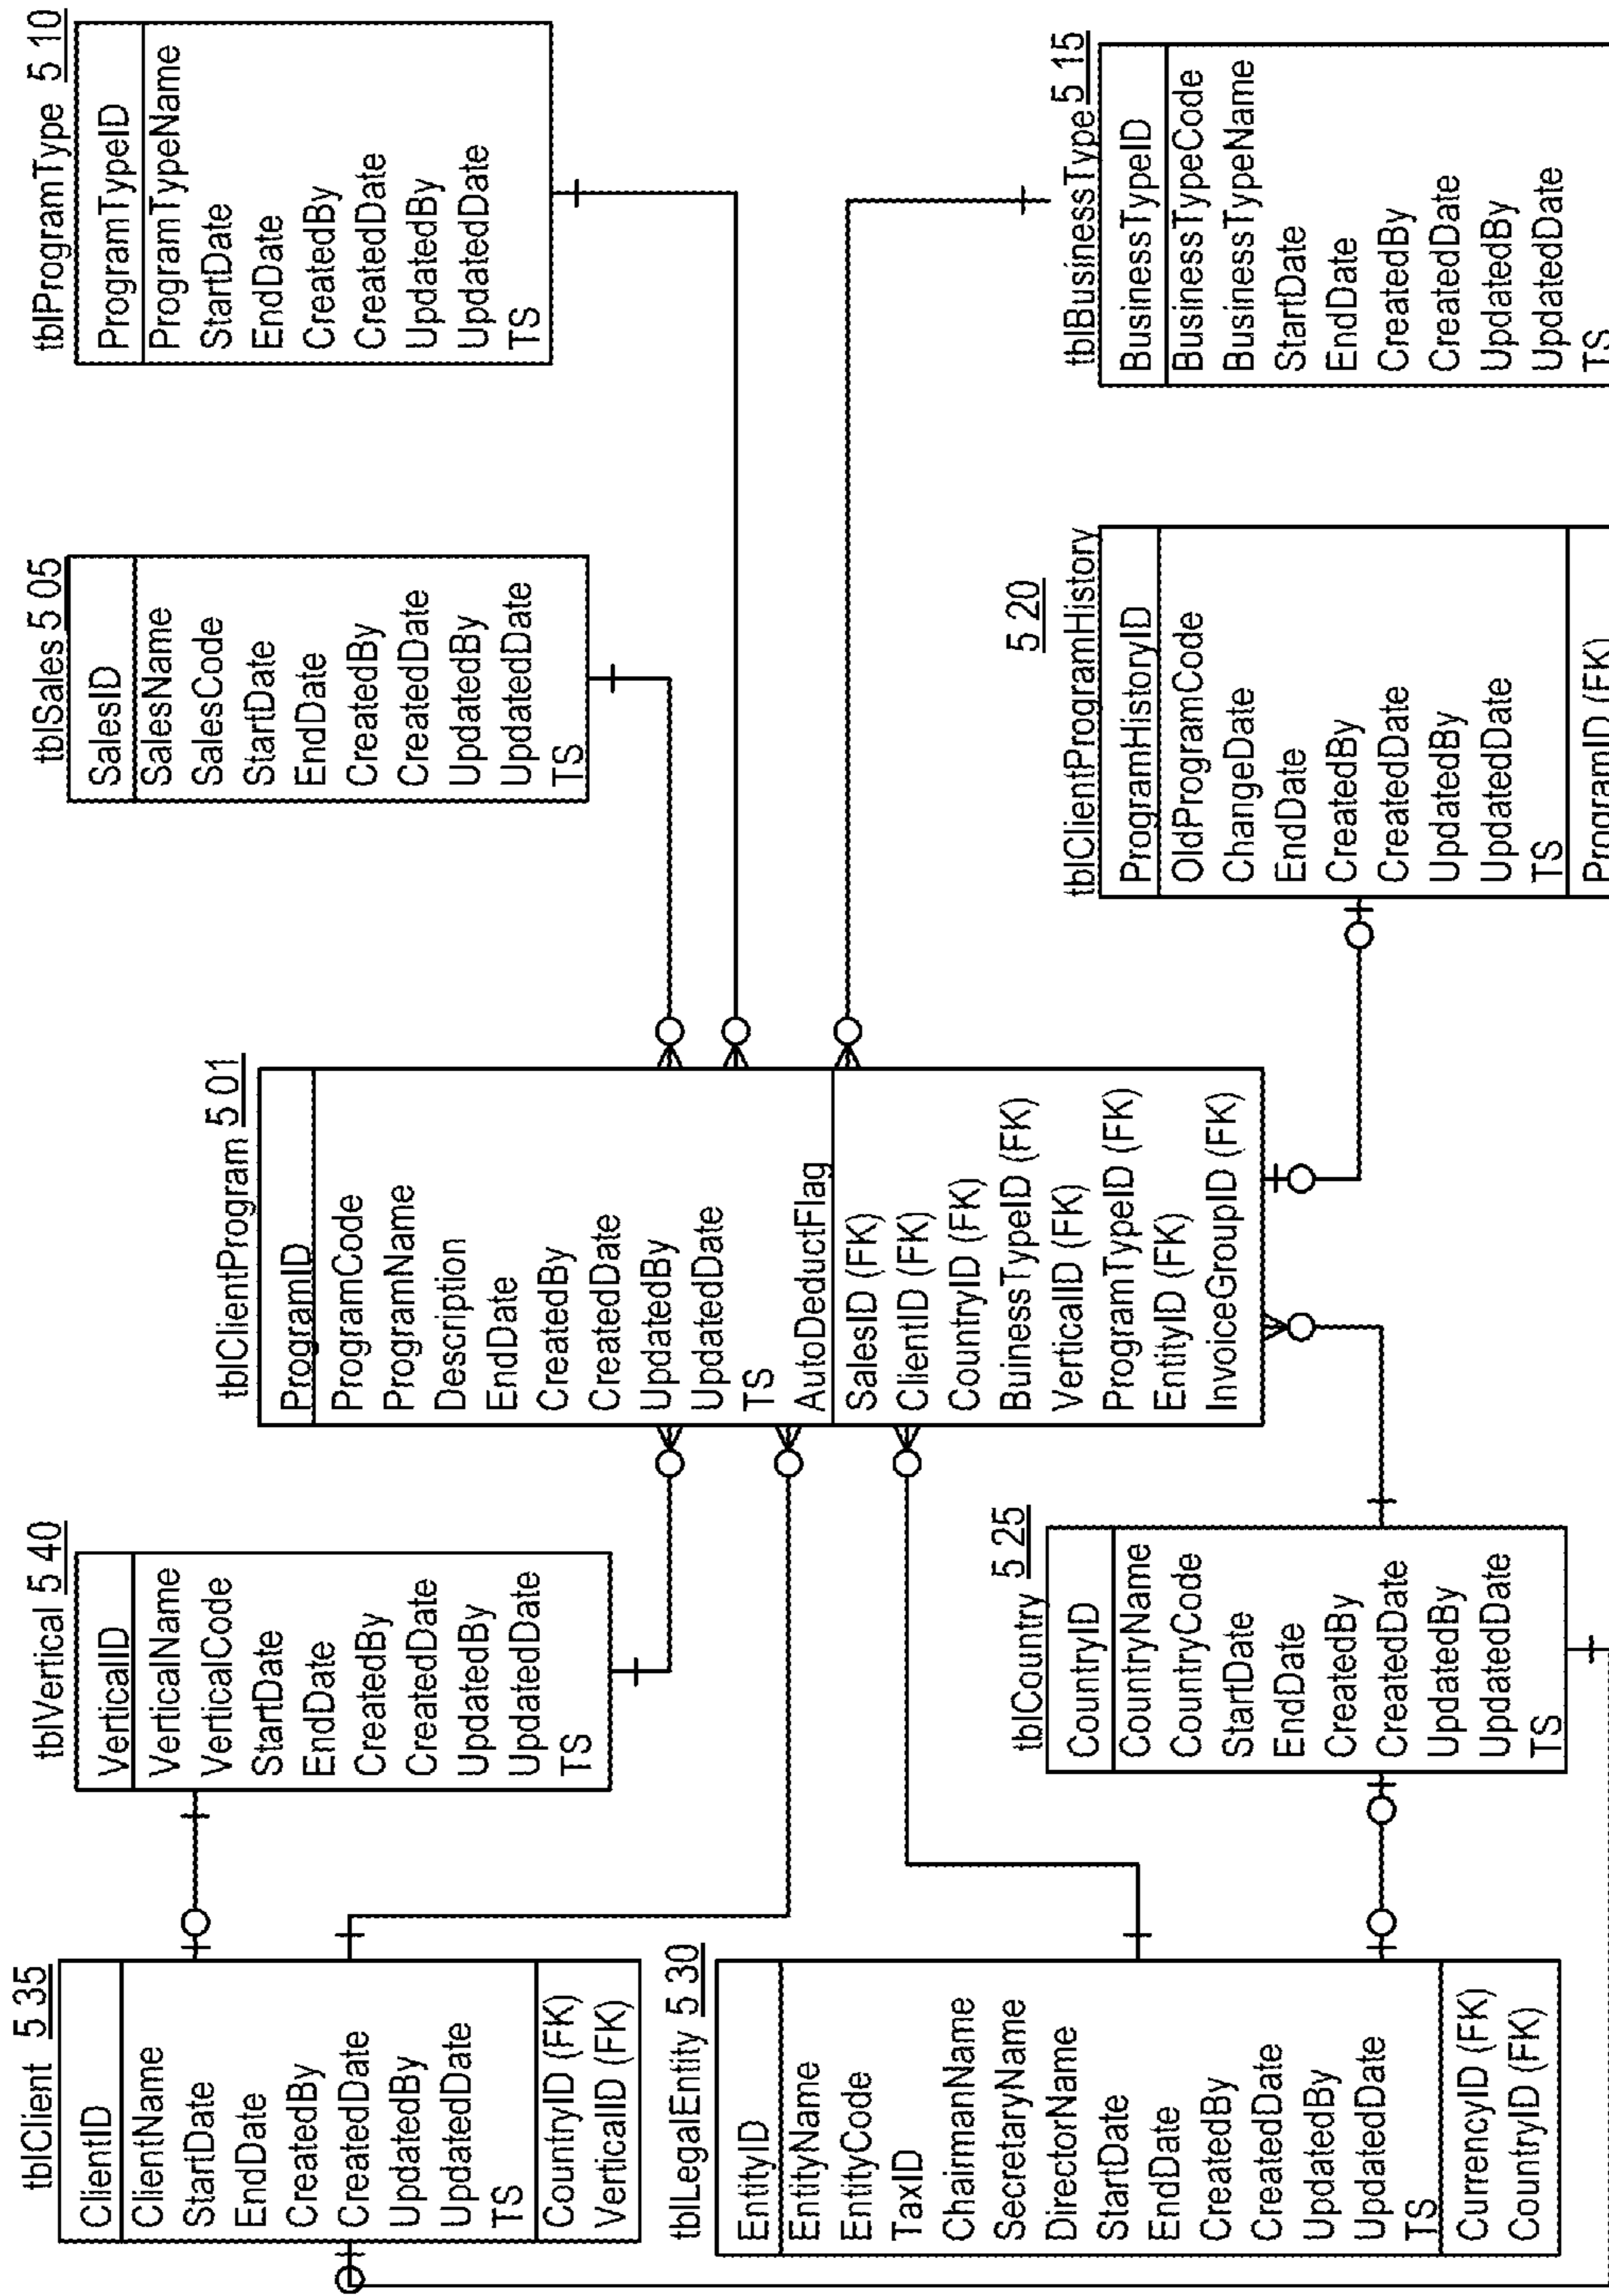 tblClient 5 35
ClientID
ClientName
StartDate
EndDate
CreatedBy
CreatedDate
UpdatedBy
UpdatedDate
TS
CountryID (FK)
VerticalID (FK)
tblVertical 5 40
VerticalID
VerticalName
VerticalCode
StartDate
EndDate
CreatedBy
CreatedDate
UpdatedBy
UpdatedDate
TS
tblSales 5 05
SalesID
SalesName
SalesCode
StartDate
EndDate
CreatedBy
CreatedDate
UpdatedBy
UpdatedDate
TS
tblProgramType 5 10
ProgramTypeID
ProgramTypeName
StartDate
EndDate
CreatedBy
CreatedDate
UpdatedBy
UpdatedDate
TS
tblClientProgram 5 01
ProgramID
ProgramCode
ProgramName
Description
EndDate
CreatedBy
CreatedDate
UpdatedBy
UpdatedDate
TS
AutoDeductFlag
SalesID (FK)
ClientID (FK)
CountryID (FK)
BuinessTypeID (FK)
VerticalID (FK)
ProgramTypeID (FK)
EntityID (FK)
InvoiceGroupID (FK)
tblLegalEntity 5 30
EntityID
EntityName
EntityCode
TaxID
ChairmanName
SecretaryName
DirectorName
StartDate
EndDate
CreatedBy
CreatedDate
UpdatedBy
UpdatedDate
TS
CurrencyID (FK)
CountryID (FK)
tblCountry 5 25
CountryID
CountryName
CountryCode
StartDate
EndDate
CreatedBy
CreatedDate
UpdatedBy
UpdatedDate
TS
5 20
tblClientProgramHistory
ProgramHistoryID
OldProgramCode
ChangeDate
EndDate
CreatedBy
CreatedDate
UpdatedBy
UpdatedDate
TS
ProgramID (FK)
tblBusinessType 5 15
BusinessTypeID
BusinessTypeCode
BusinessTypeName
StartDate
EndDate
CreatedBy
CreatedDate
UpdatedBy
UpdatedDate
TS